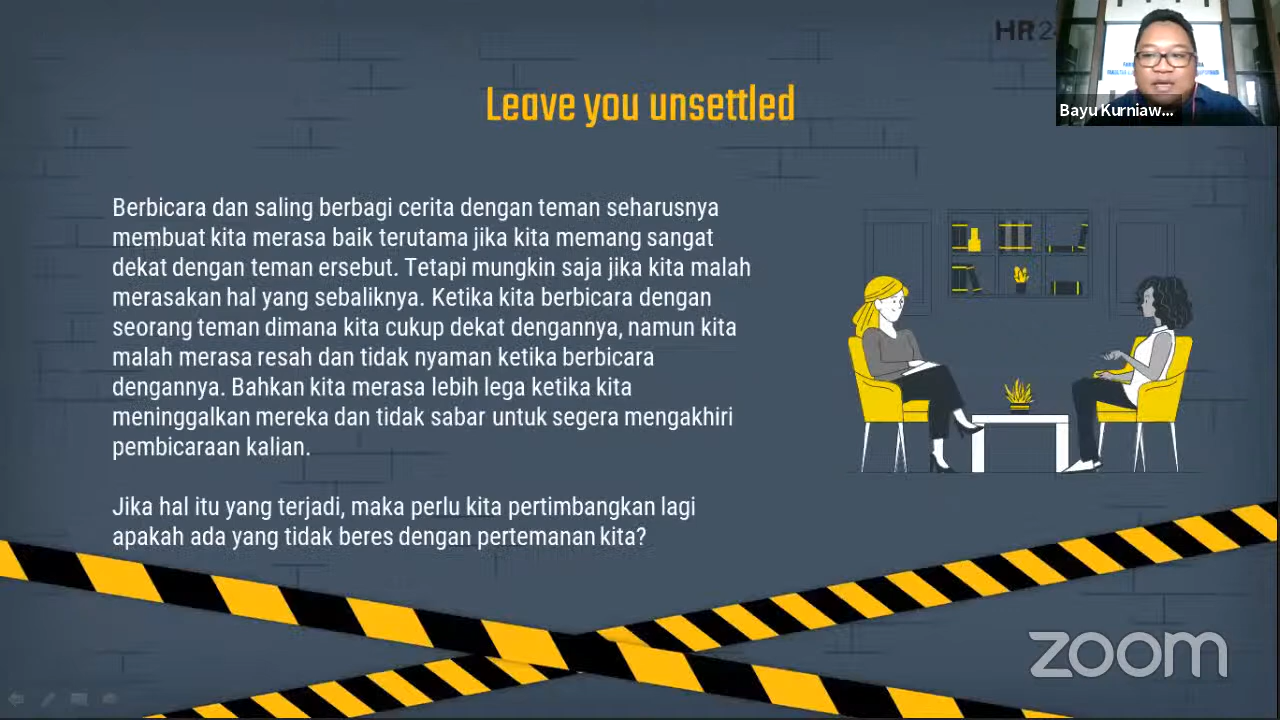 HR2
Bayu Kurniaw...
Leave you unsettled
Berbicara dan saling berbagi cerita dengan teman seharusnya
membuat kita merasa baik terutama jika kita memang sangat
dekat dengan teman ersebut. Tetapi mungkin saja jika kita malah
merasakan hal yang sebaliknya. Ketika kita berbicara dengan
seorang teman dimana kita cukup dekat dengannya, namun kita
malah merasa resah dan tidak nyaman ketika berbicara
dengannya. Bahkan kita merasa lebih lega ketika kita
meninggalkan mereka dan tidak sabar untuk segera mengakhiri
pembicaraan kalian.
Jika hal itu yang terjadi, maka perlu kita pertimbangkan lagi
apakah ada yang tidak beres dengan pertemanan kita?
zoom